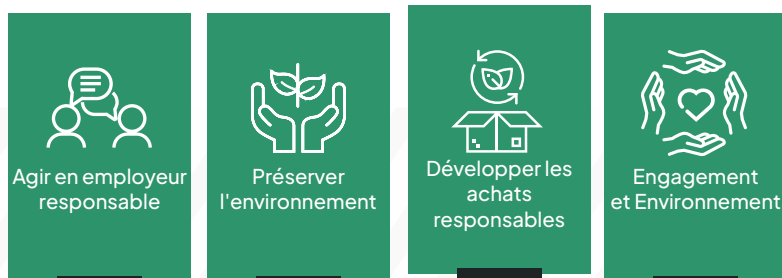 Agir en employeur
responsable
Préserver
l'environnement
Développer les
achats
responsables
Engagement
et Environnement